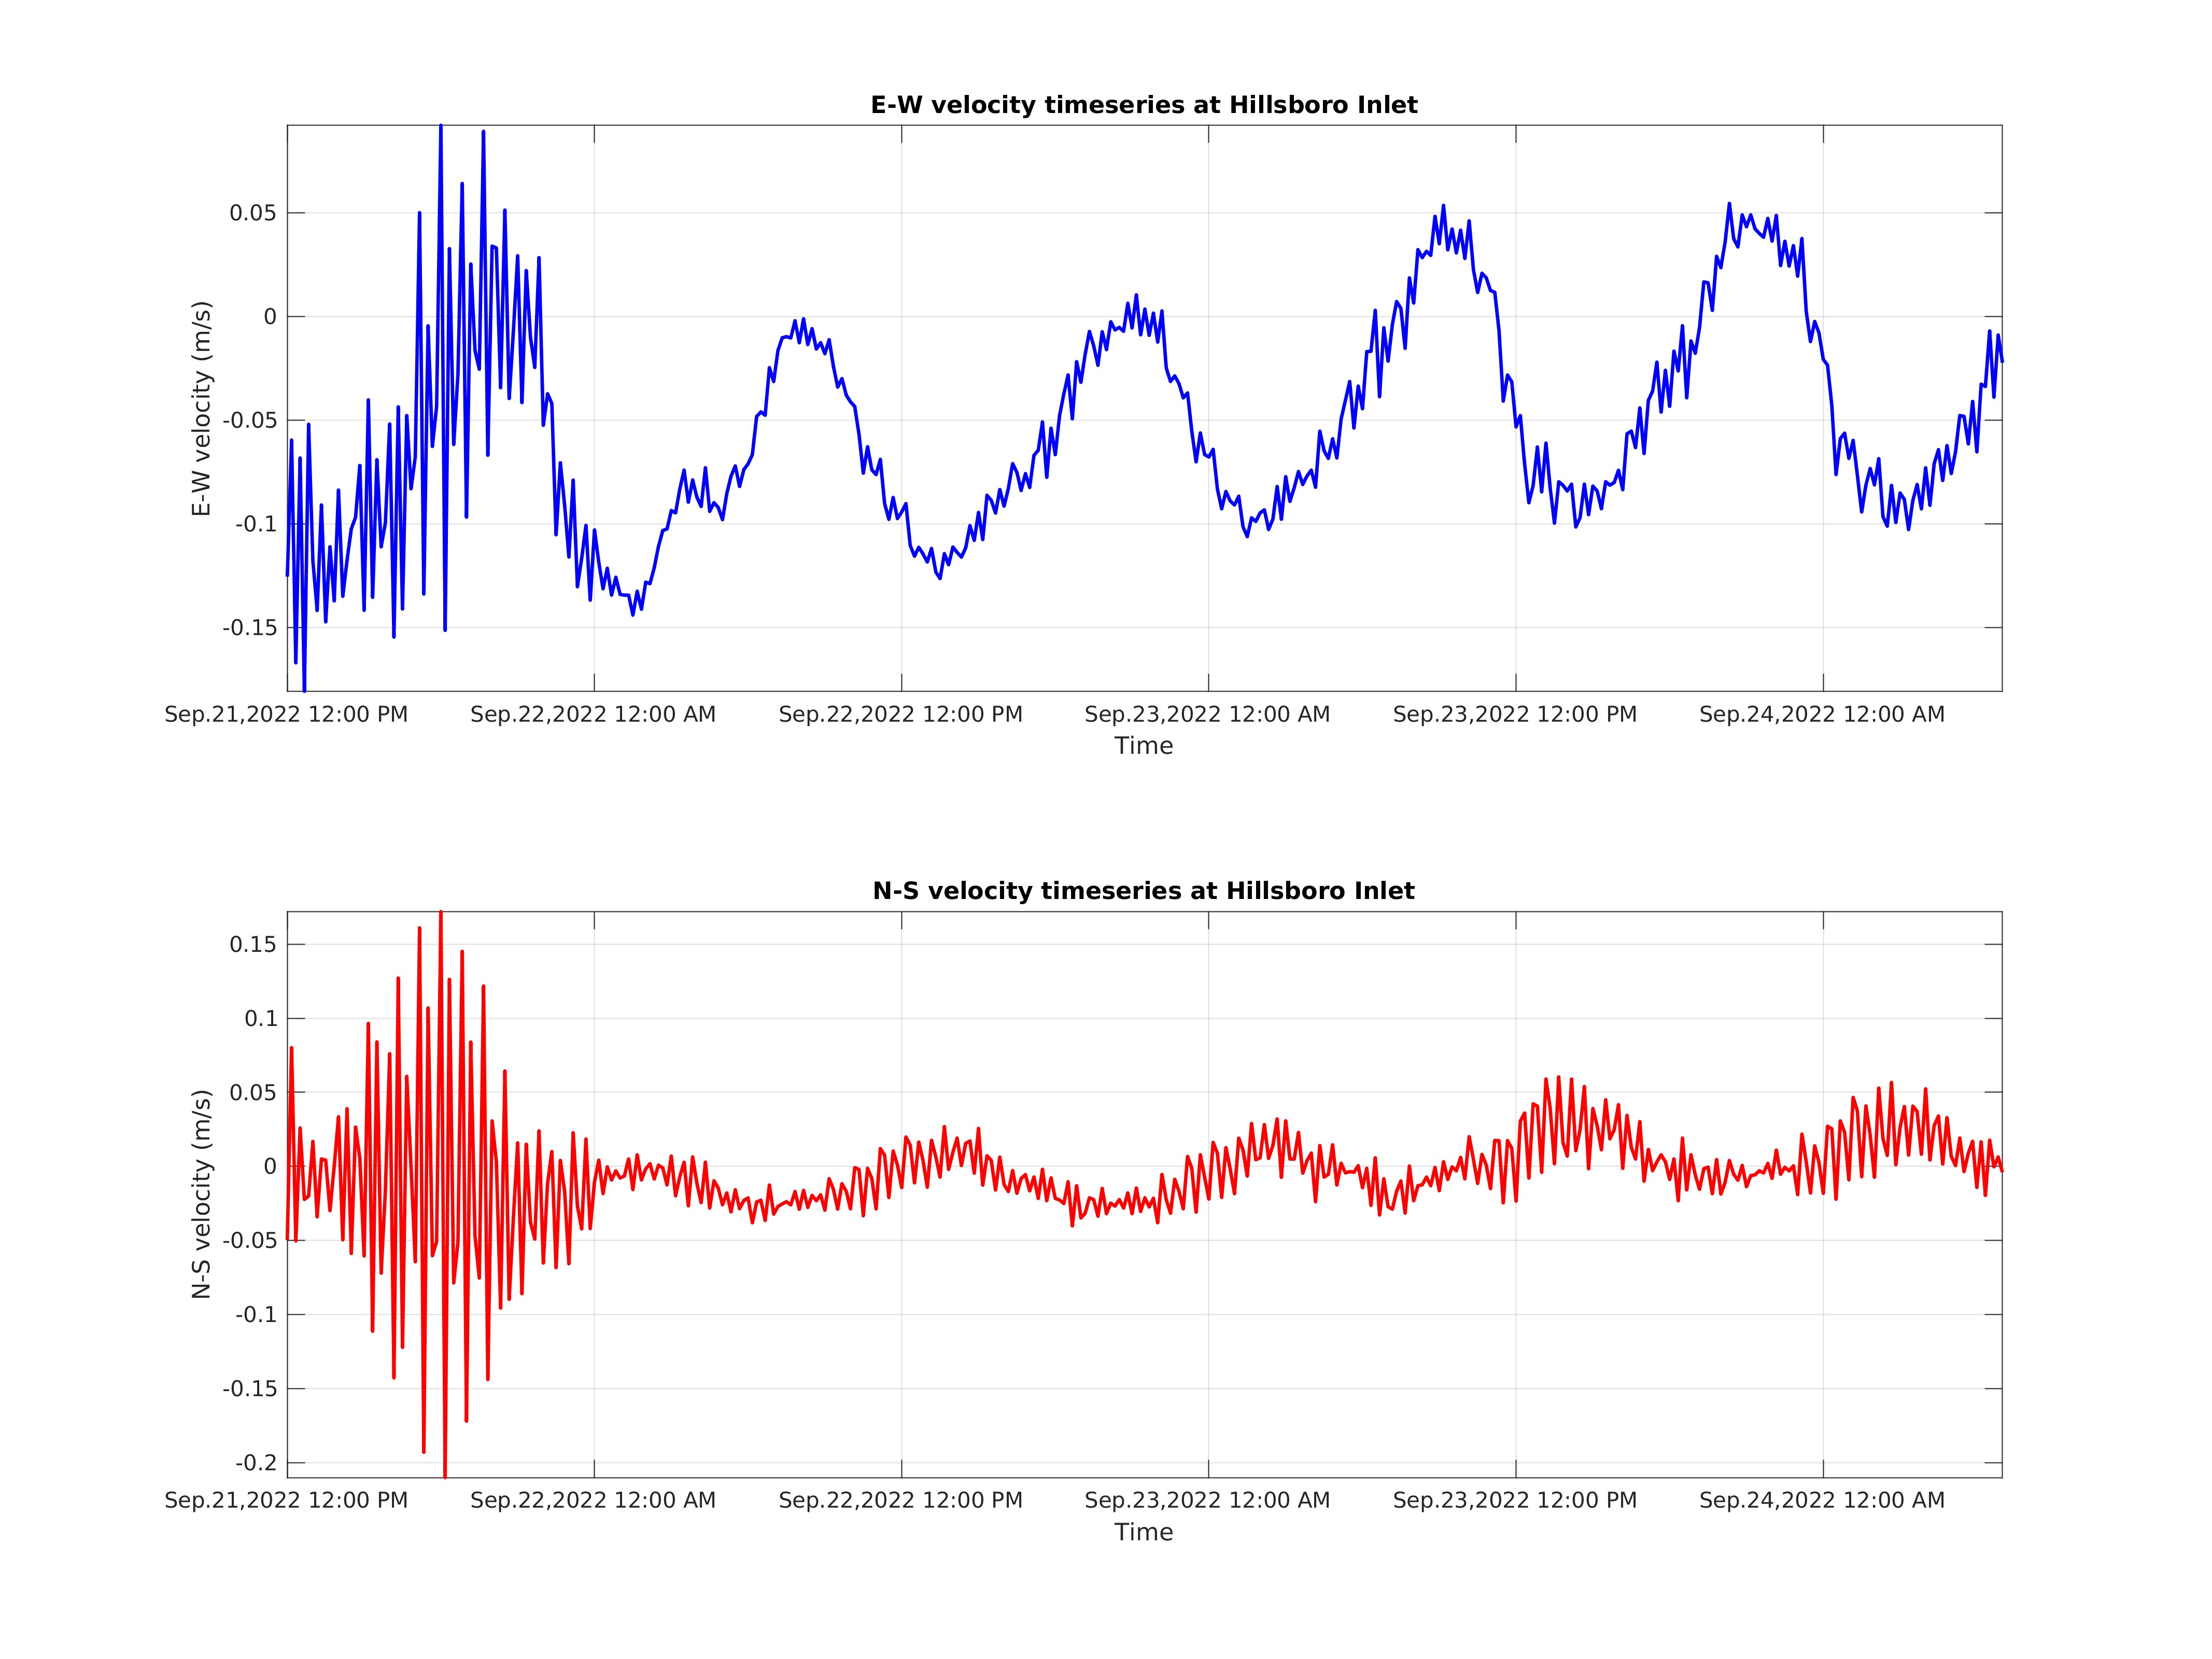 E-W velocity timeseries at Hillsboro Inlet
0.05
0
-0.05
-0.1
-0.15
E-W velocity (m/s)
Sep.21,2022 12:00 PM Sep.22,2022 12:00 AM Sep.22,2022 12:00 PM Sep.23,2022 12:00 AM Sep.23,2022 12:00 PM Sep.24,2022 12:00 AM
Time
N-S velocity timeseries at Hillsboro Inlet
0.15
0.1
0.05
0
-0.05
-0.1
-0.15
-0.2
N-S velocity (m/s)
Sep.21,2022 12:00 PM Sep.22,2022 12:00 AM Sep.22,2022 12:00 PM Sep.23,2022 12:00 AM Sep.23,2022 12:00 PM Sep.24,2022 12:00 AM
Time